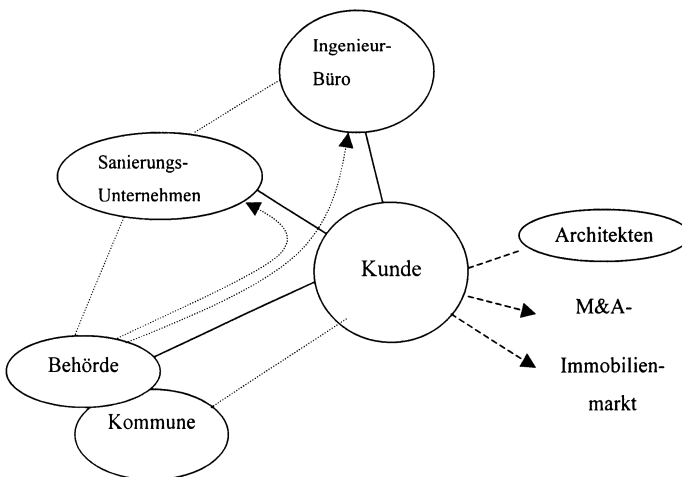 Ingenieur-
Büro
Sanierungs-
Unternehmen
Kunde
Architekten
M&A-
Immobilien-
markt
Behörde
Kommune